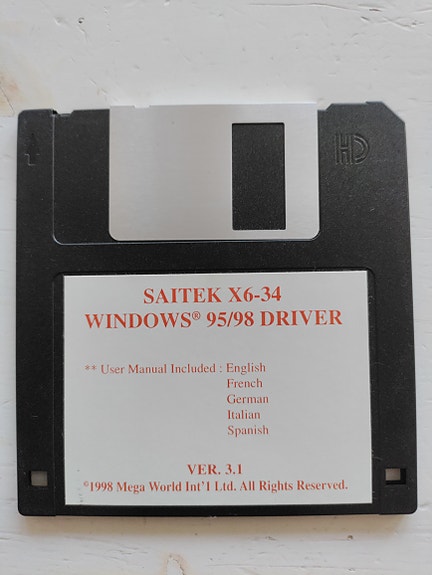 HD
SAITEK X6-34
WINDOWS® 95/98 DRIVER
** User Manual Included : English
French
German
Italian
Spanish
VER. 3.1
©1998 Mega World Int'l Ltd. All Rights Reserved.